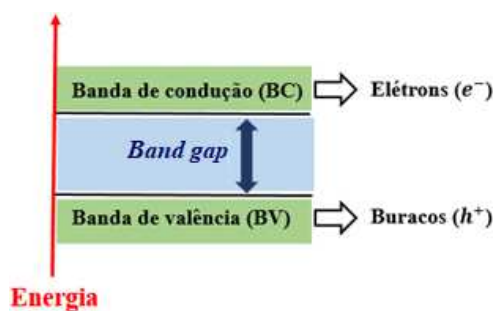 Banda de condução (BC)
Elétrons (e⁻)
Band gap
Banda de valência (BV)
Buracos (h⁺)
Energia